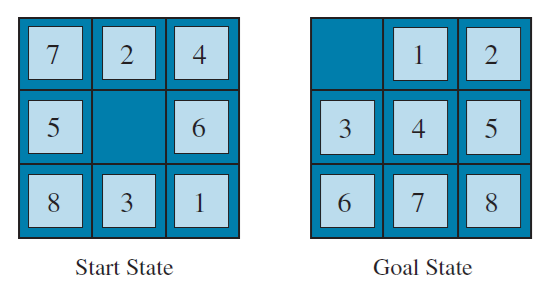 7 2 4
5 6
8 3 1
Start State
1 2
3 4 5
6 7 8
Goal State